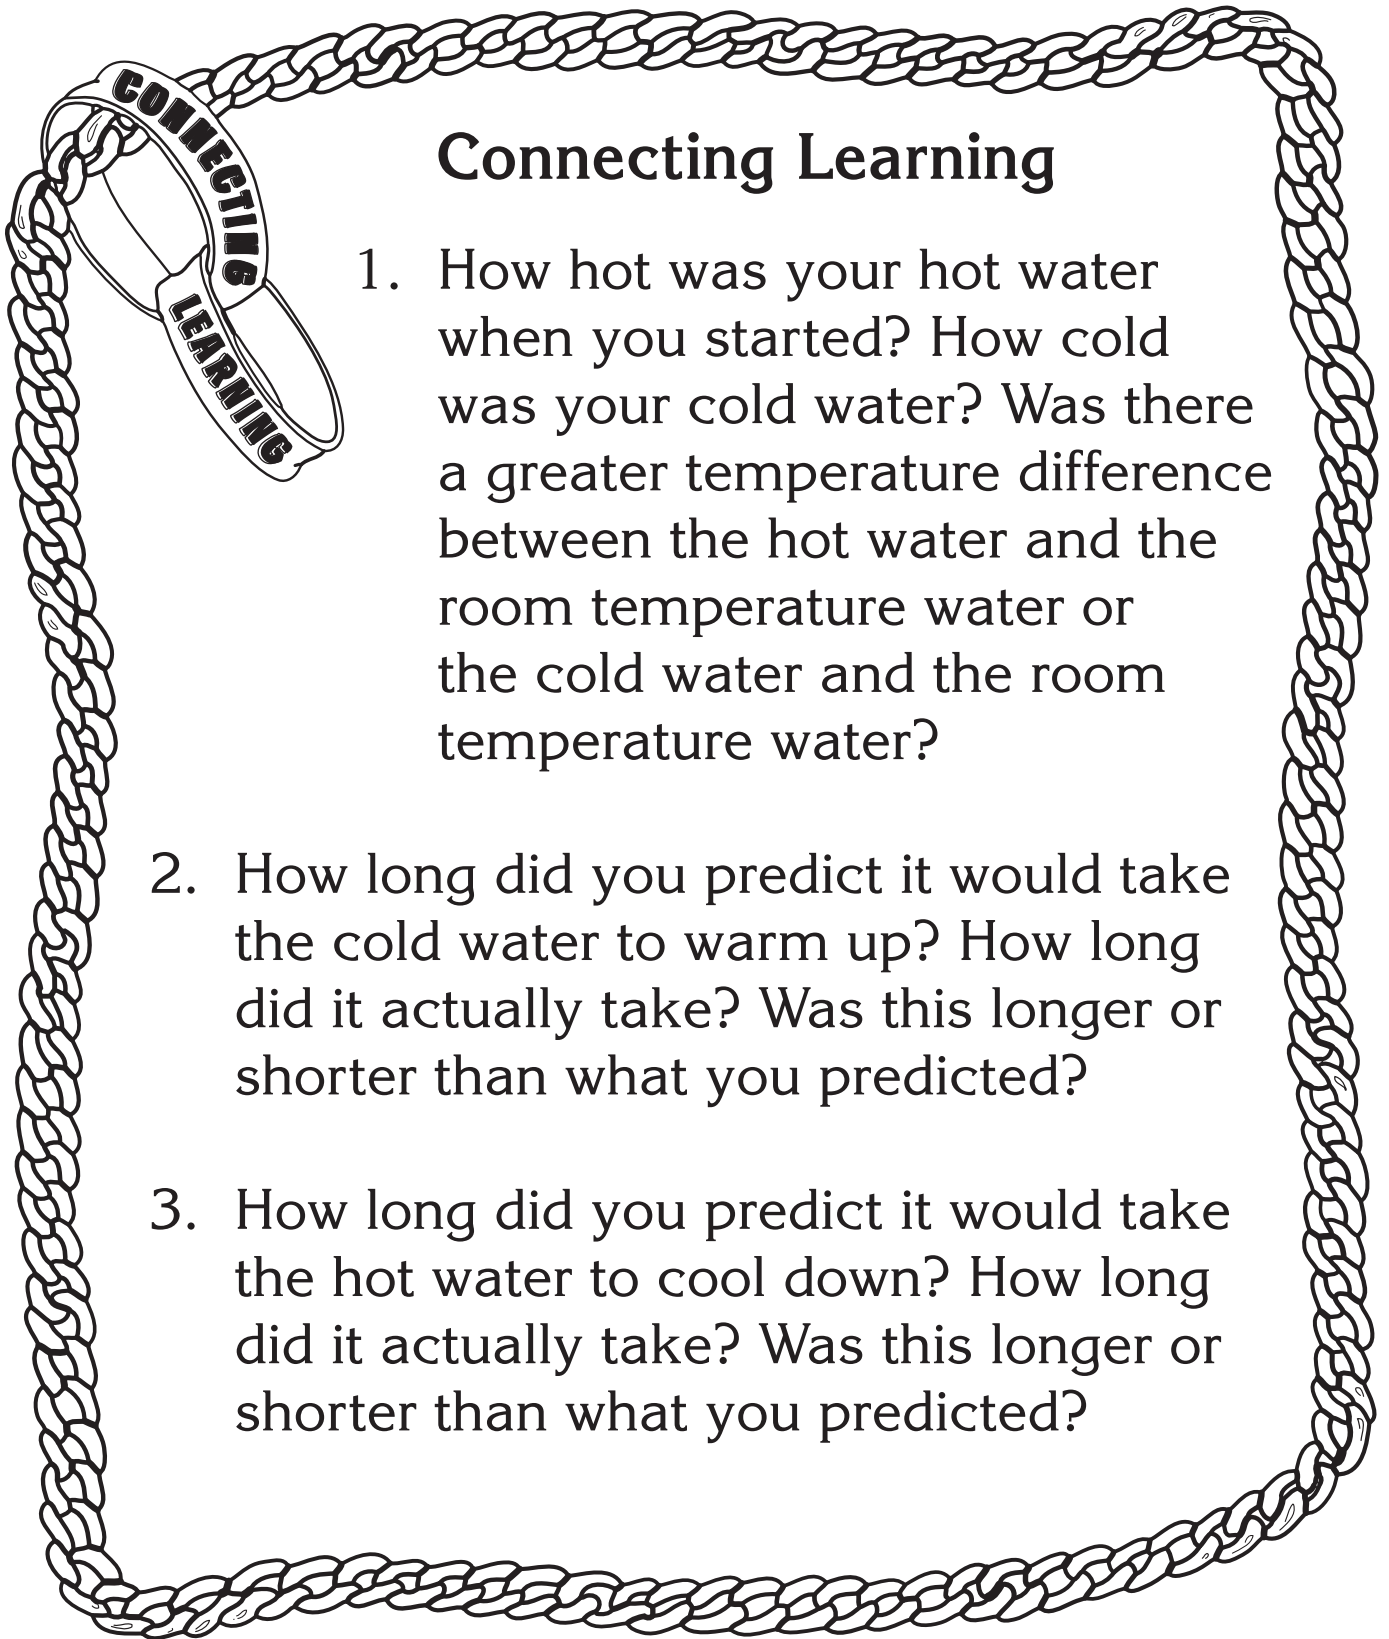 CONNECTING
LEARNING
Connecting Learning
1. How hot was your hot water
when you started? How cold
was your cold water? Was there
a greater temperature difference
between the hot water and the
room temperature water or
the cold water and the room
temperature water?
2. How long did you predict it would take
the cold water to warm up? How long
did it actually take? Was this longer or
shorter than what you predicted?
3. How long did you predict it would take
the hot water to cool down? How long
did it actually take? Was this longer or
shorter than what you predicted?